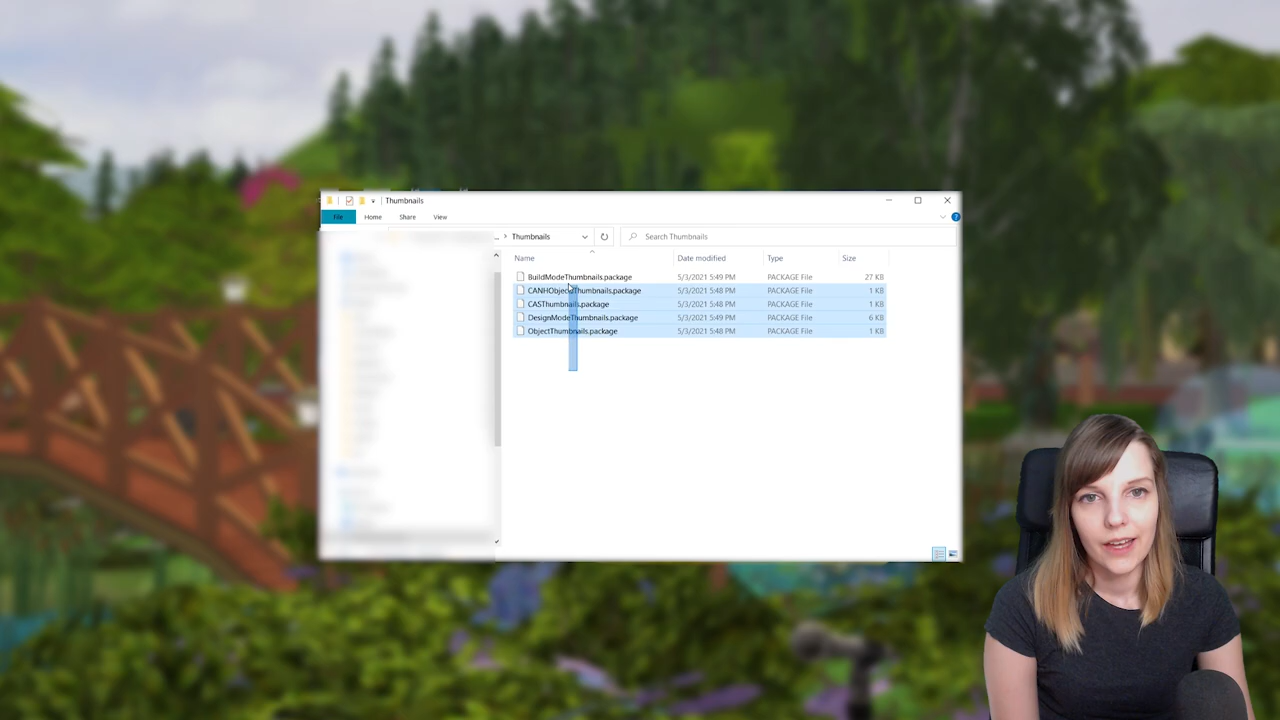 Thumbnails
File Home Share View
... > Thumbnails Search Thumbnails
Name Date modified Type Size
BuildModeThumbnails.package 5/3/2021 5:49 PM PACKAGE File 27 KB
CANHObjectThumbnails.package 5/3/2021 5:48 PM PACKAGE File 1 KB
CASThumbnails.package 5/3/2021 5:48 PM PACKAGE File 1 KB
DesignModeThumbnails.package 5/3/2021 5:49 PM PACKAGE File 6 KB
ObjectThumbnails.package 5/3/2021 5:48 PM PACKAGE File 1 KB